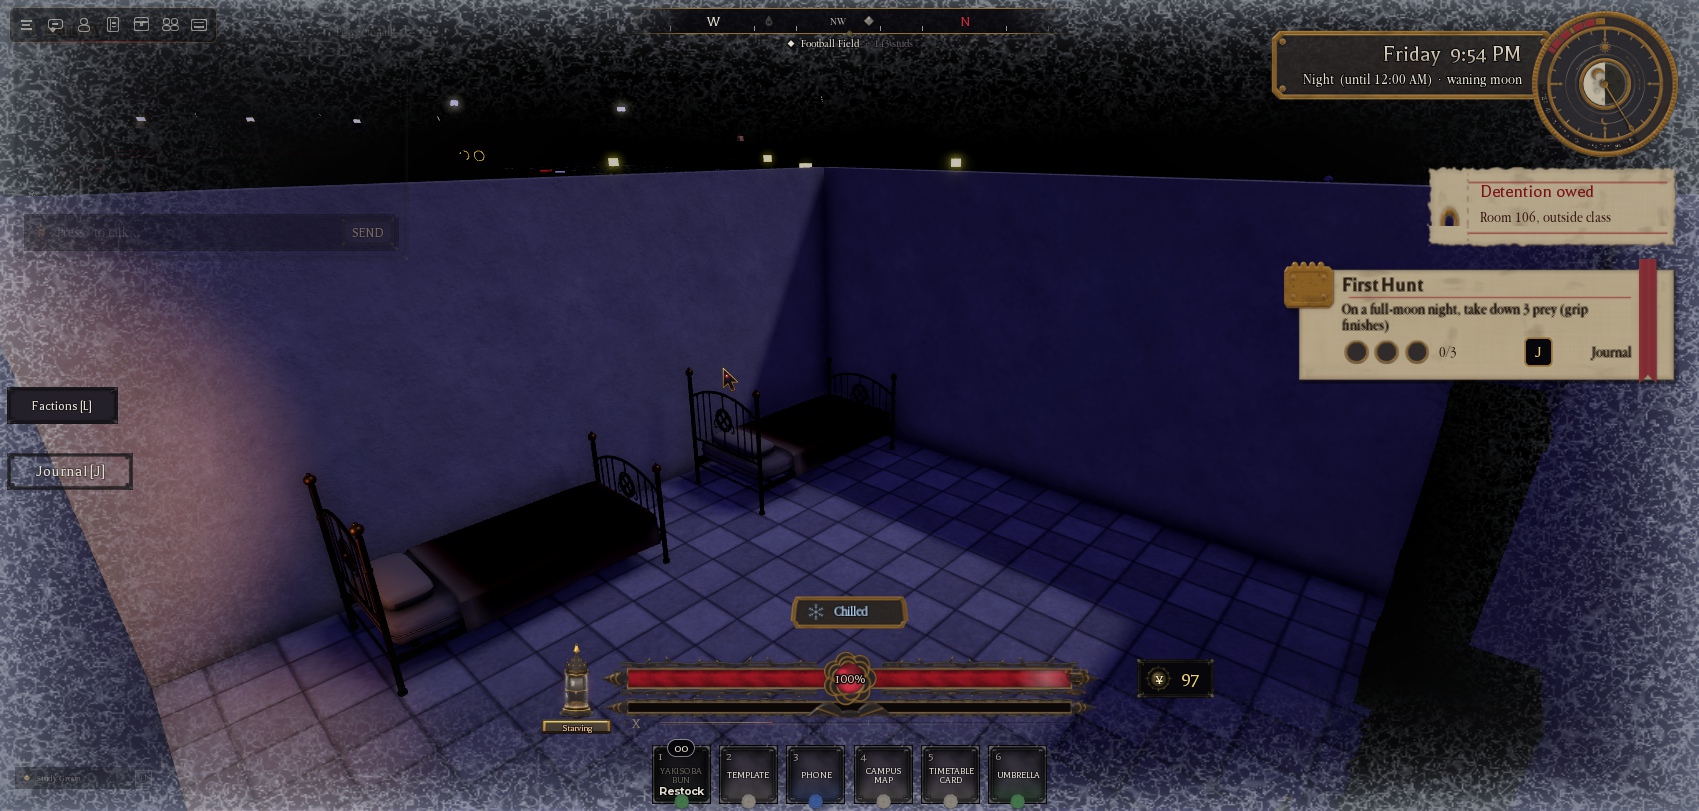 W
NW
N
Football Field
Friday 9:54 PM
Night (until 12:00 AM) · waning moon
Detention owed
Room 106, outside class
First Hunt
On a full-moon night, take down 3 prey (grip
finishes)
0/3
J
Journal
SEND
Factions [L]
Journal [J]
Chilled
100%
¥ 97
Starving
X
1
00
YAKISOBA
BUN
Restock
2
TEMPLATE
3
PHONE
4
CAMPUS
MAP
5
TIMETABLE
CARD
6
UMBRELLA